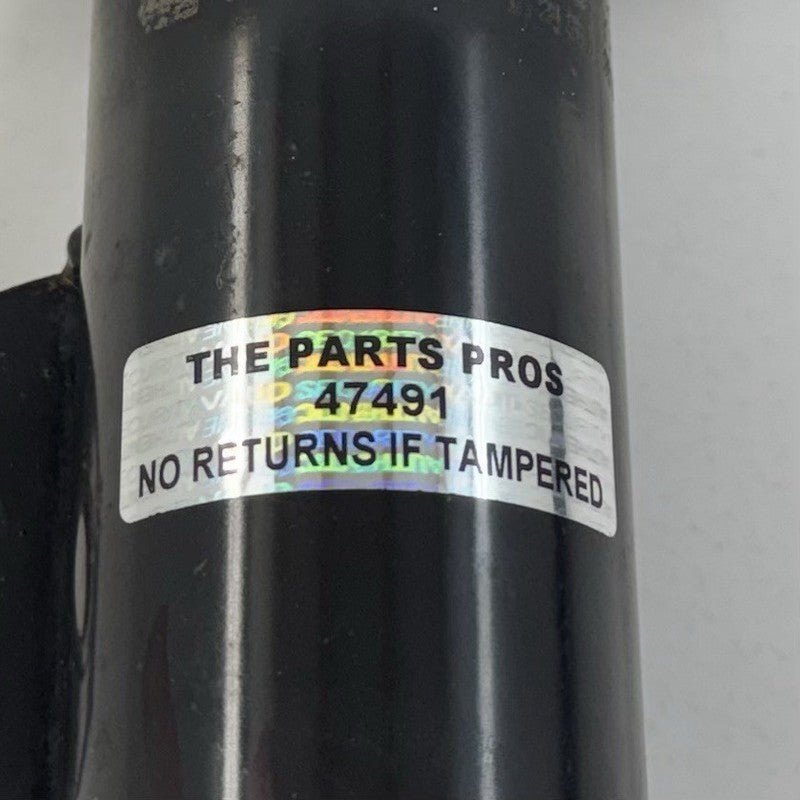 THE PARTS PROS
47491
NO RETURNS IF TAMPERED